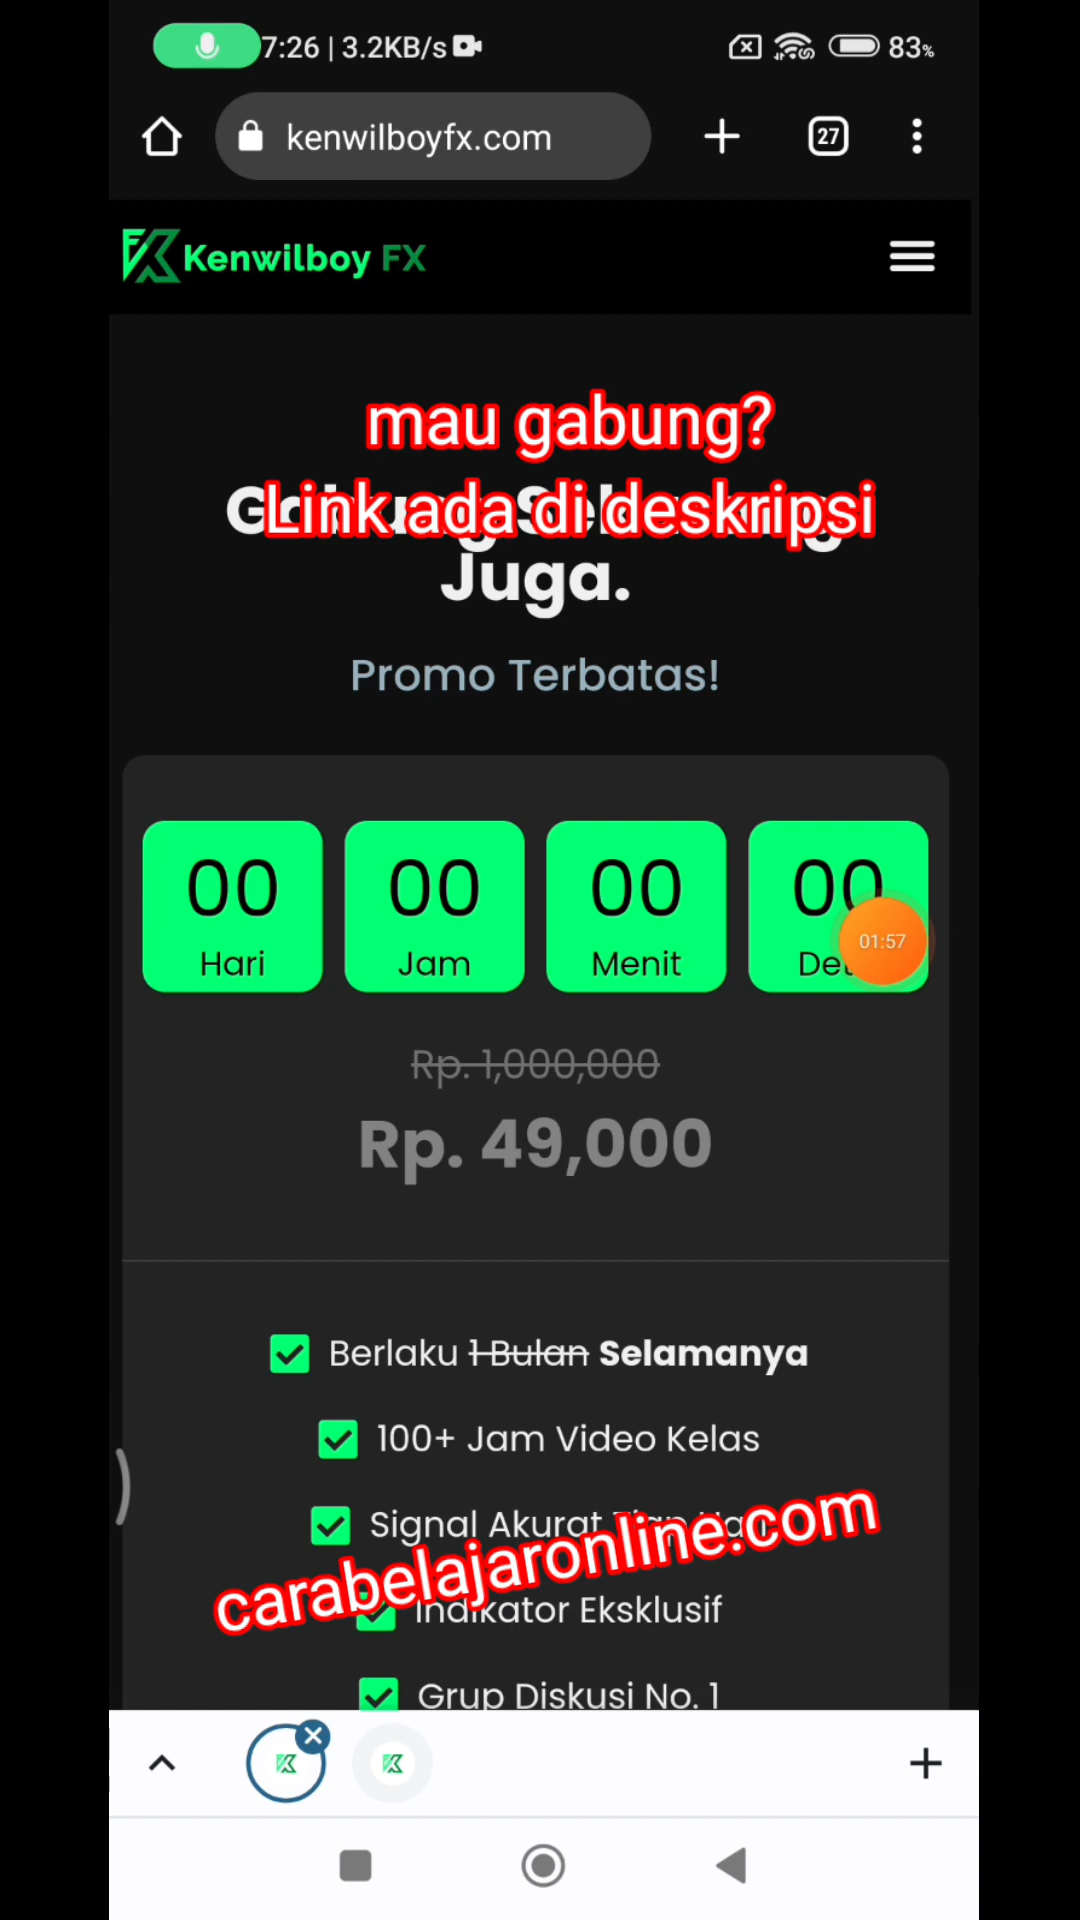 7:26 | 3.2KB/s
83%
kenwilboyfx.com
27
Kenwilboy FX
mau gabung?
Link ada di deskripsi
Juga.
Promo Terbatas!
00 00 00 00
Hari Jam Menit
01:57
Rp. 1,000,000
Rp. 49,000
Berlaku 1 Bulan Selamanya
100+ Jam Video Kelas
Signal Akurat
carabelajaronline.com
Indikator Eksklusif
Grup Diskusi No. 1